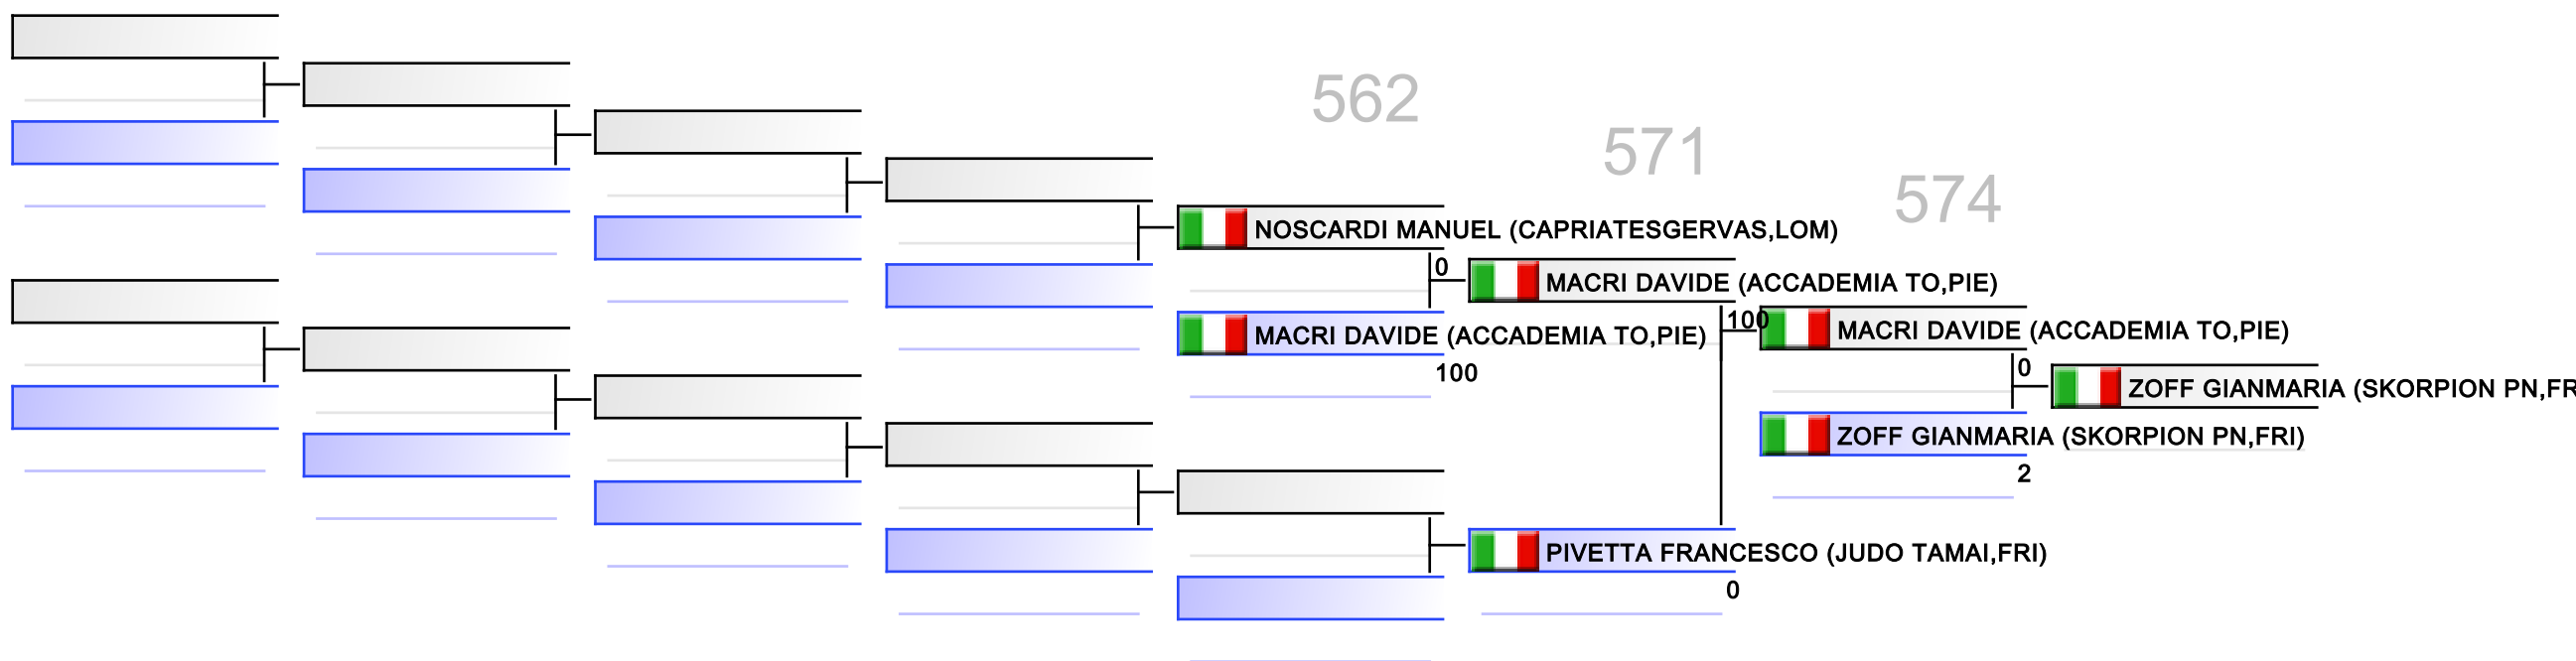 562
571
574
NOSCARDI MANUEL (CAPRIATESGERVAS,LOM)
0
MACRI DAVIDE (ACCADEMIA TO,PIE)
100
MACRI DAVIDE (ACCADEMIA TO,PIE)
MACRI DAVIDE (ACCADEMIA TO,PIE)
100
0
ZOFF GIANMARIA (SKORPION PN,FR
ZOFF GIANMARIA (SKORPION PN,FRI)
2
PIVETTA FRANCESCO (JUDO TAMAI,FRI)
0